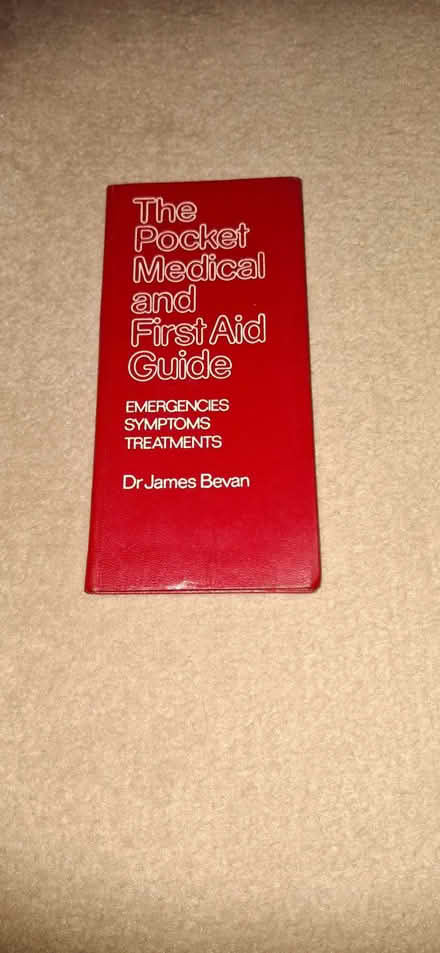 The
Pocket
Medical
and
First Aid
Guide
EMERGENCIES
SYMPTOMS
TREATMENTS
Dr James Bevan